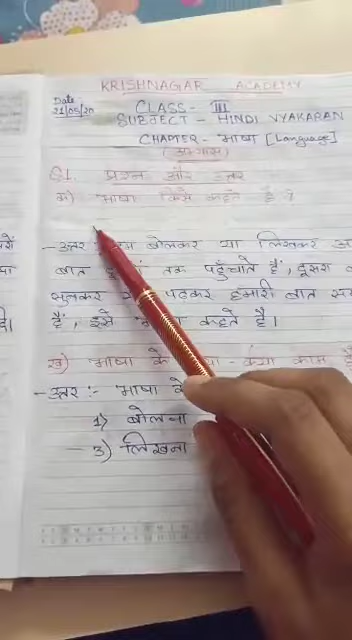 KRISHNAGAR ACADEMY
Date
21/05/20
CLASS - III
SUBJECT - HINDI VYAKARAN
CHAPTER - भाषा [Language]
(अभ्यास)
Q1. प्रश्न और उत्तर
क) भाषा किसे कहते हैं ?
- उत्तर बोलकर या लिखकर
बात तक पहुँचाते हैं, दूसरा
सुनकर पढ़कर हमारी बात
हैं, इसे कहते है।
ख) भाषा के - क्या काम
- उत्तर :- भाषा के
1) बोलना
3) लिखना